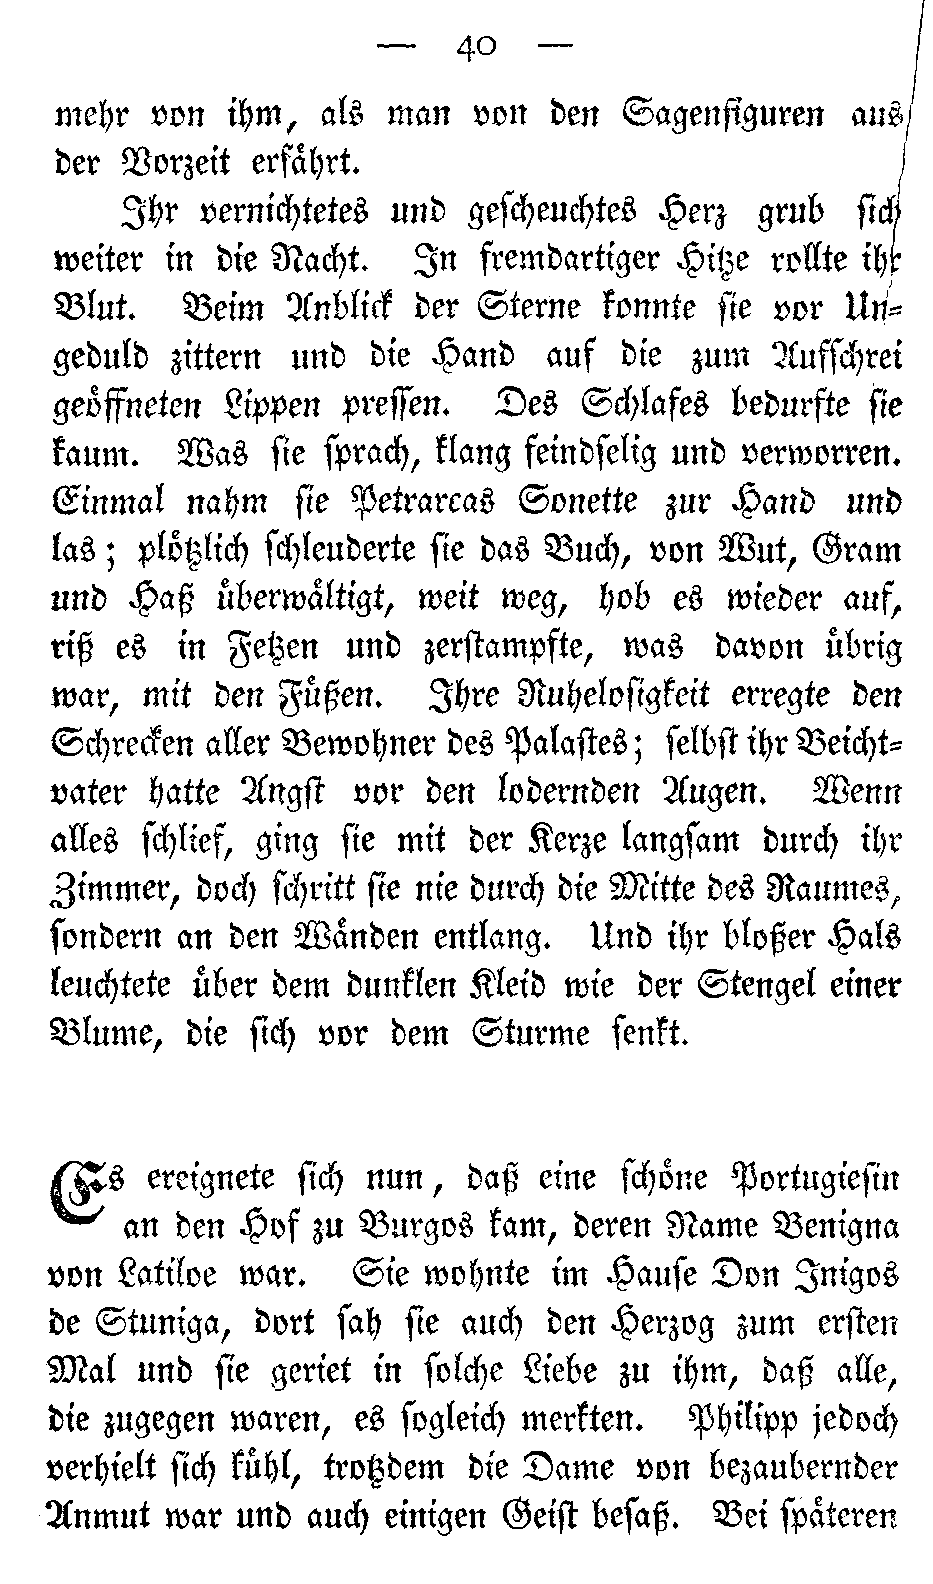 — 40 —
mehr von ihm, als man von den Sagenfiguren aus
der Vorzeit erfährt.
Ihr vernichtetes und gescheuchtes Herz grub sich
weiter in die Nacht. In fremdartiger Hitze rollte ihr
Blut. Beim Anblick der Sterne konnte sie vor Un-
geduld zittern und die Hand auf die zum Aufschrei
geöffneten Lippen pressen. Des Schlafes bedurfte sie
kaum. Was sie sprach, klang feindselig und verworren.
Einmal nahm sie Petrarcas Sonette zur Hand und
las; plötzlich schleuderte sie das Buch, von Wut, Gram
und Haß überwältigt, weit weg, hob es wieder auf,
riß es in Fetzen und zerstampfte, was davon übrig
war, mit den Füßen. Ihre Ruhelosigkeit erregte den
Schrecken aller Bewohner des Palastes; selbst ihr Beicht-
vater hatte Angst vor den lodernden Augen. Wenn
alles schlief, ging sie mit der Kerze langsam durch ihr
Zimmer, doch schritt sie nie durch die Mitte des Raumes,
sondern an den Wänden entlang. Und ihr bloßer Hals
leuchtete über dem dunklen Kleid wie der Stengel einer
Blume, die sich vor dem Sturme senkt.
Es ereignete sich nun, daß eine schöne Portugiesin
an den Hof zu Burgos kam, deren Name Benigna
von Latiloe war. Sie wohnte im Hause Don Inigos
de Stuniga, dort sah sie auch den Herzog zum ersten
Mal und sie geriet in solche Liebe zu ihm, daß alle,
die zugegen waren, es sogleich merkten. Philipp jedoch
verhielt sich kühl, trotzdem die Dame von bezaubernder
Anmut war und auch einigen Geist besaß. Bei späteren